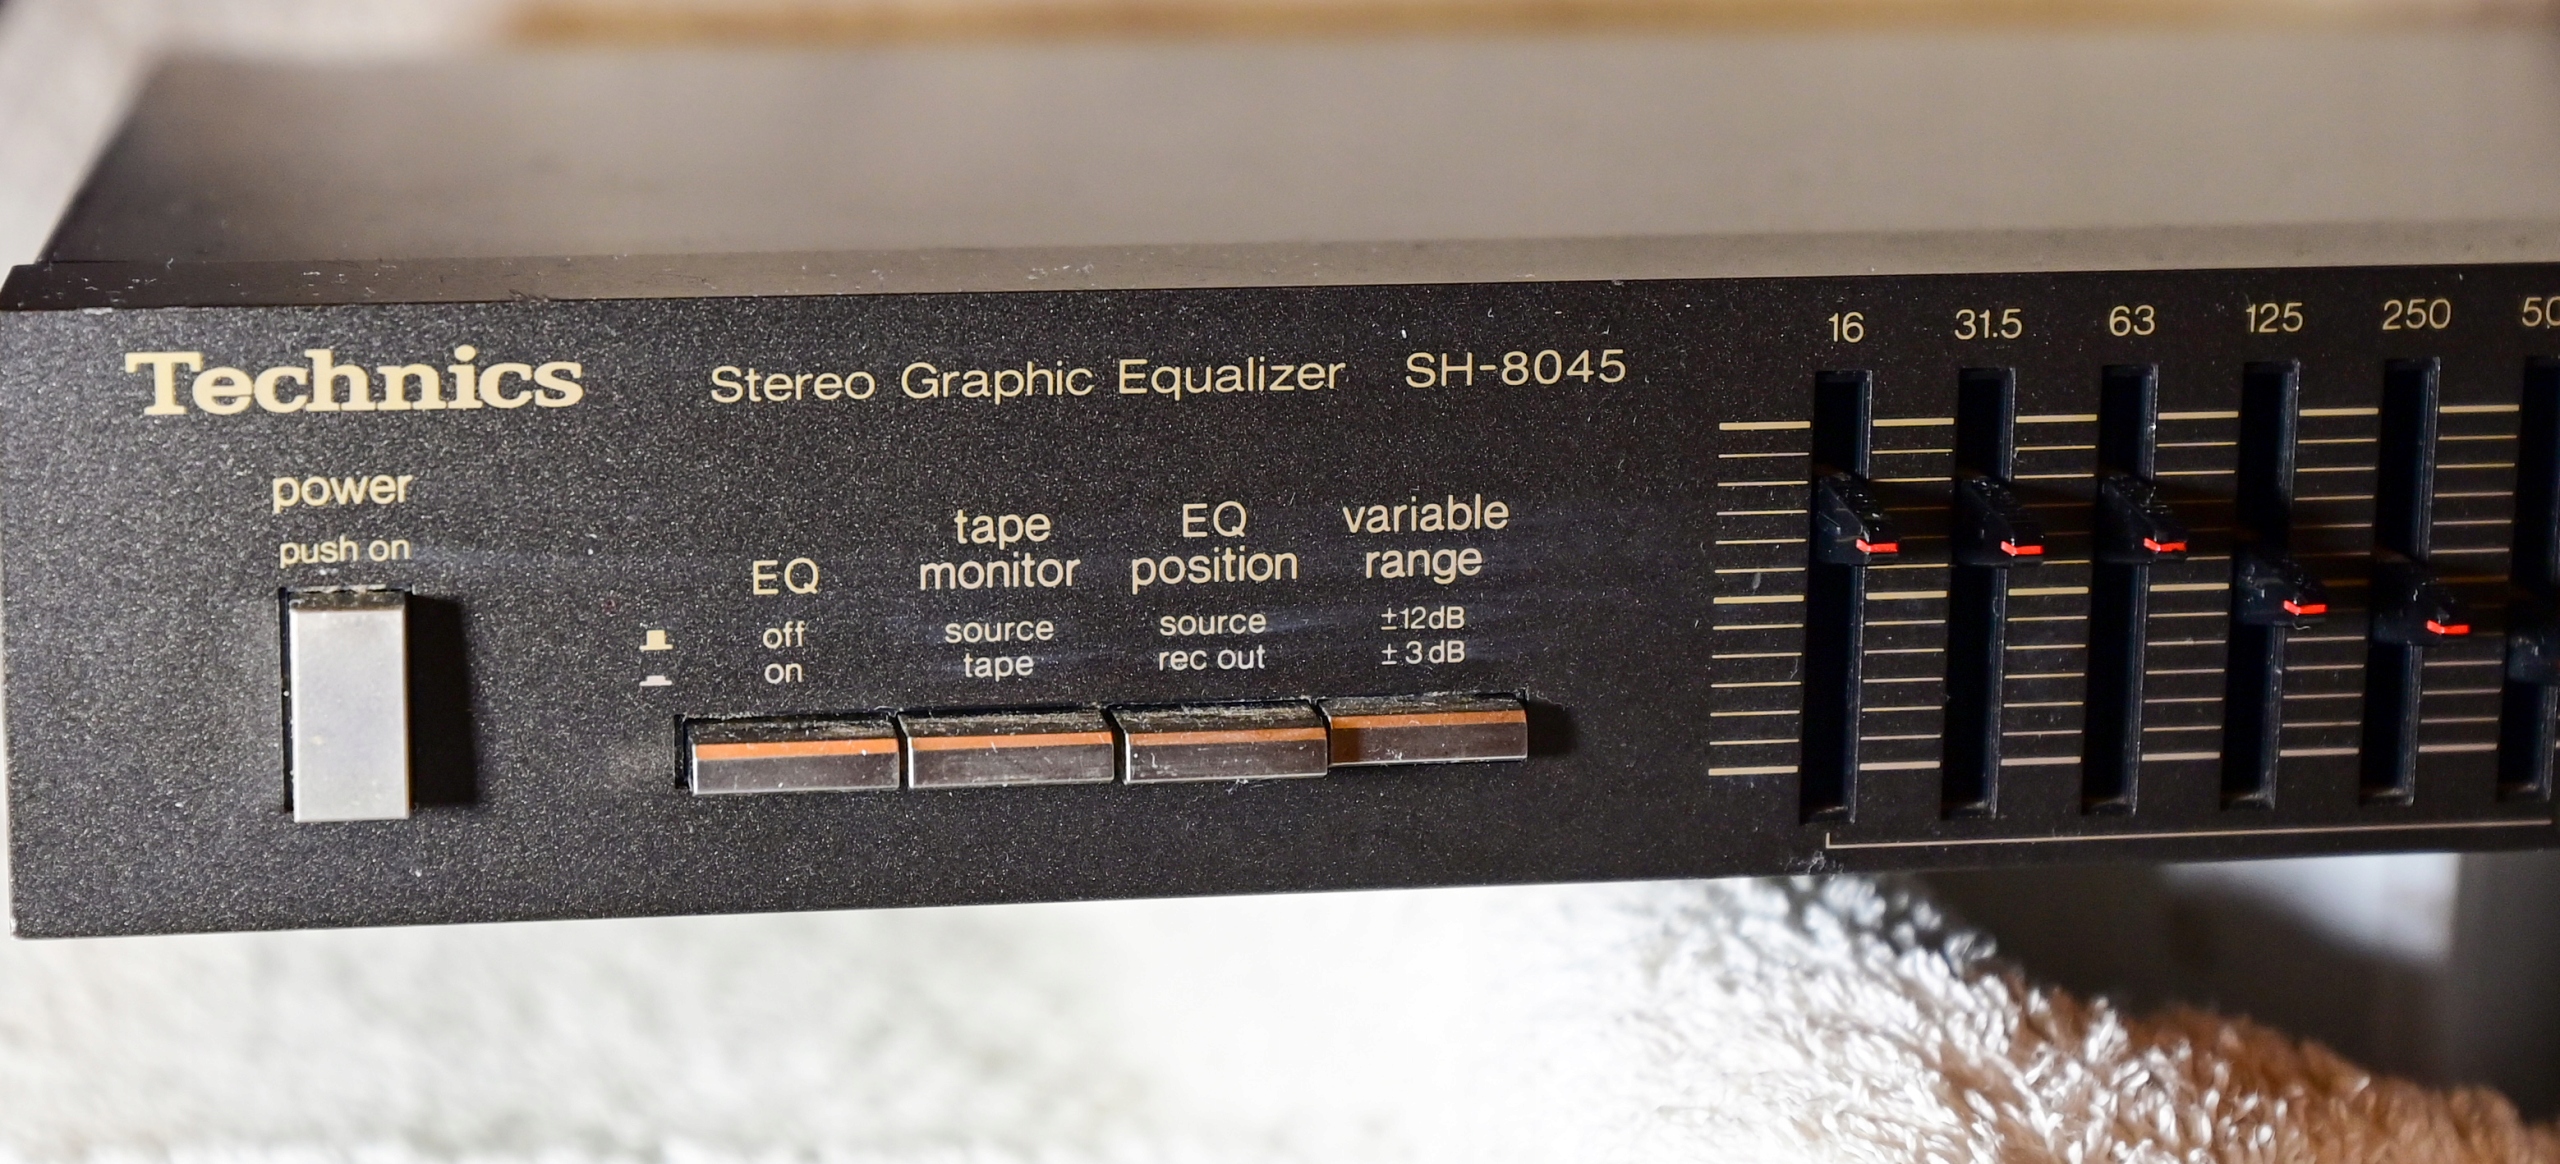 Technics
Stereo Graphic Equalizer SH-8045
power
push on
EQ
off
on
tape
monitor
source
tape
EQ
position
source
rec out
variable
range
±12dB
± 3dB
16 31.5 63 125 250